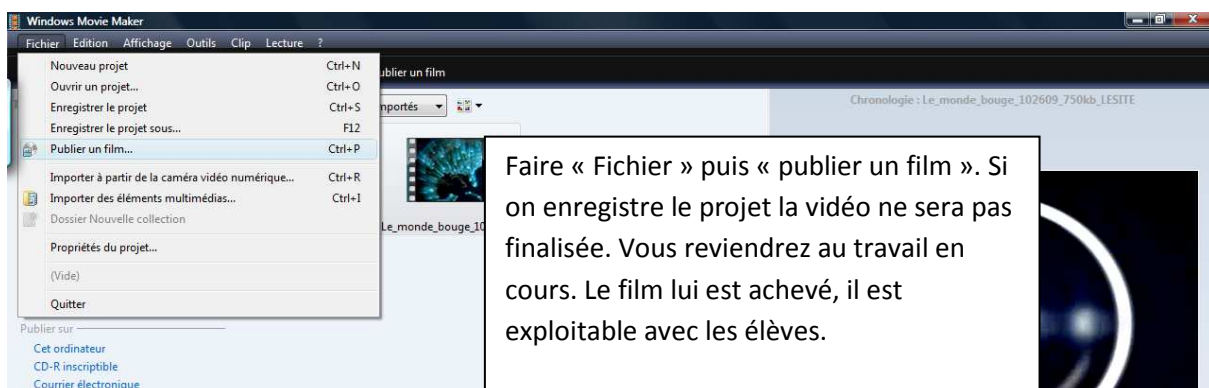 Windows Movie Maker
Fichier Edition Affichage Outils Clip Lecture ?
Nouveau projet Ctrl+N
Ouvrir un projet... Ctrl+O
Enregistrer le projet Ctrl+S
Enregistrer le projet sous... F12
Publier un film... Ctrl+P
Importer à partir de la caméra vidéo numérique... Ctrl+R
Importer des éléments multimédias... Ctrl+I
Dossier Nouvelle collection
Propriétés du projet...
(Vide)
Quitter
ublier un film
mportés
Chronologie : Le_monde_bouge_102609_750kb_LESITE
Le_monde_bouge_10
Faire « Fichier » puis « publier un film ». Si
on enregistre le projet la vidéo ne sera pas
finalisée. Vous reviendrez au travail en
cours. Le film lui est achevé, il est
exploitable avec les élèves.
Publier sur
Cet ordinateur
CD-R inscriptible
Courrier électronique